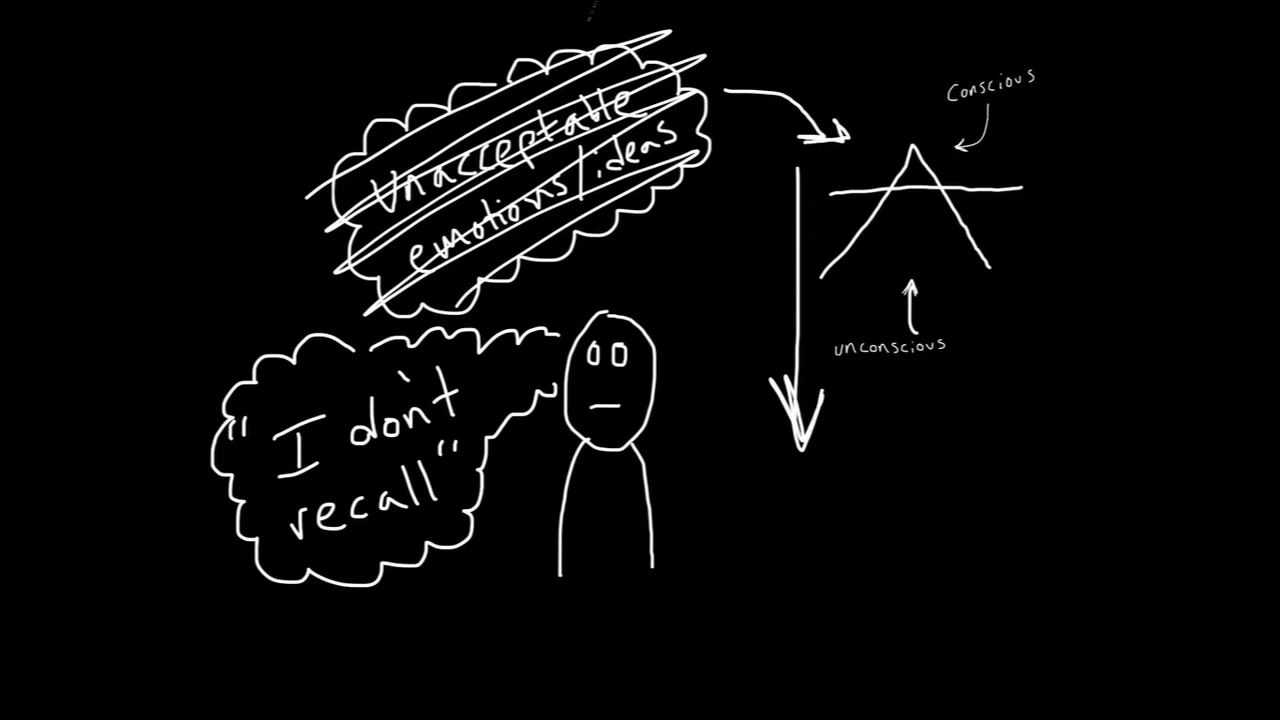 Unacceptable
emotions/ideas
Conscious
unconscious
"I don't
recall"